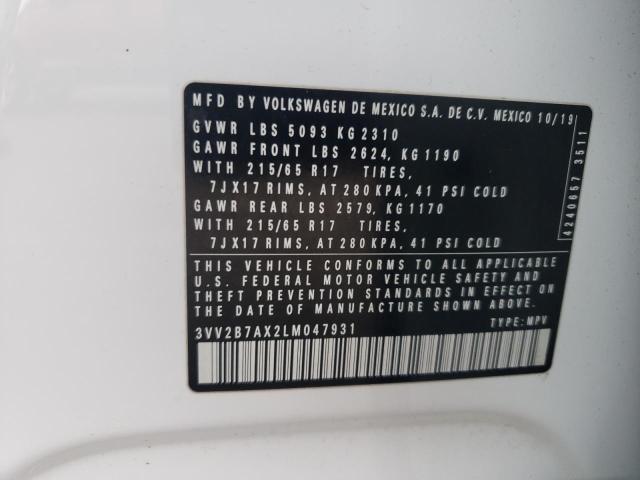 MFD BY VOLKSWAGEN DE MEXICO S.A. DE C.V. MEXICO 10/19
GVWR LBS 5093 KG 2310
GAWR FRONT LBS 2624, KG 1190
WITH 215/65 R17 TIRES,
7JX17 RIMS, AT 280 KPA, 41 PSI COLD
GAWR REAR LBS 2579, KG 1170
WITH 215/65 R17 TIRES,
7JX17 RIMS, AT 280 KPA, 41 PSI COLD
THIS VEHICLE CONFORMS TO ALL APPLICABLE
U.S. FEDERAL MOTOR VEHICLE SAFETY AND
THEFT PREVENTION STANDARDS IN EFFECT ON
THE DATE OF MANUFACTURE SHOWN ABOVE.
3VV2B7AX2LM047931 TYPE: MPV
4240657 3511